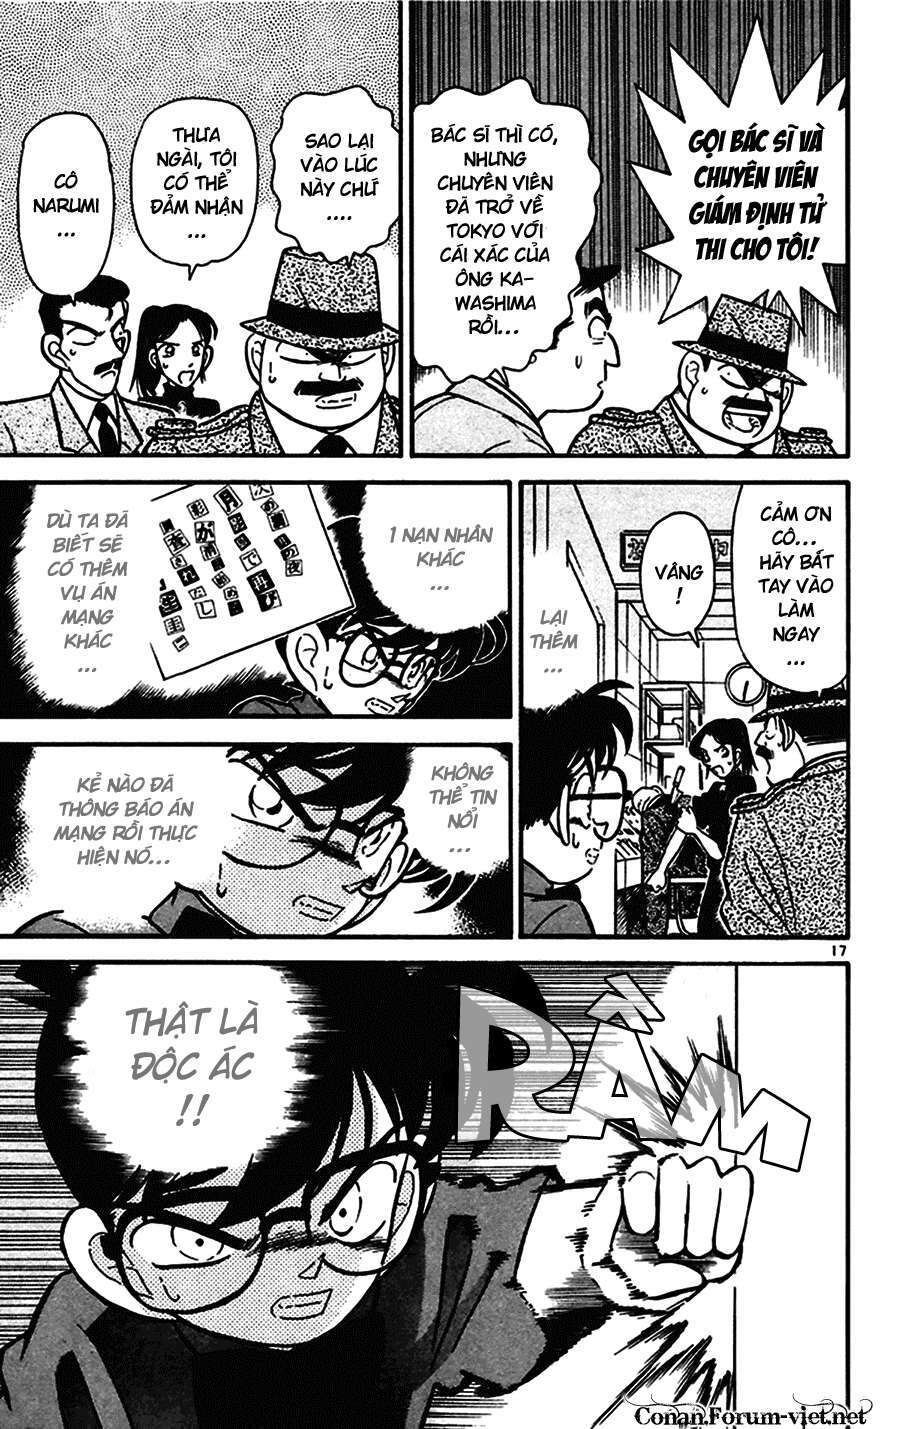 GỌI BÁC SĨ VÀ
CHUYÊN VIÊN
GIÁM ĐỊNH TỬ
THI CHO TÔI!
BÁC SĨ THÌ CÓ,
NHƯNG
CHUYÊN VIÊN
ĐÃ TRỞ VỀ
TOKYO VỚI
CÁI XÁC CỦA
ÔNG KA-
WASHIMA
RỒI...
SAO LẠI
VÀO LÚC
NÀY CHỨ
....
THƯA
NGÀI, TÔI
CÓ THỂ
ĐẢM NHẬN
...
CÔ
NARUMI
...
CẢM ƠN
CÔ...
HÃY BẮT
TAY VÀO
LÀM
NGAY
...
VÂNG
!
LẠI
THÊM
...
1 NẠN NHÂN
KHÁC
...
DÙ TA ĐÃ
BIẾT SẼ
CÓ THÊM
VỤ ÁN
MẠNG
KHÁC
...
KHÔNG
THỂ TIN
NỔI
...
KẺ NÀO ĐÃ
THÔNG BÁO ÁN
MẠNG RỒI THỰC
HIỆN NÓ...
17
THẬT LÀ
ĐỘC ÁC
!!
RẦM
Conan.Forum-viet.net